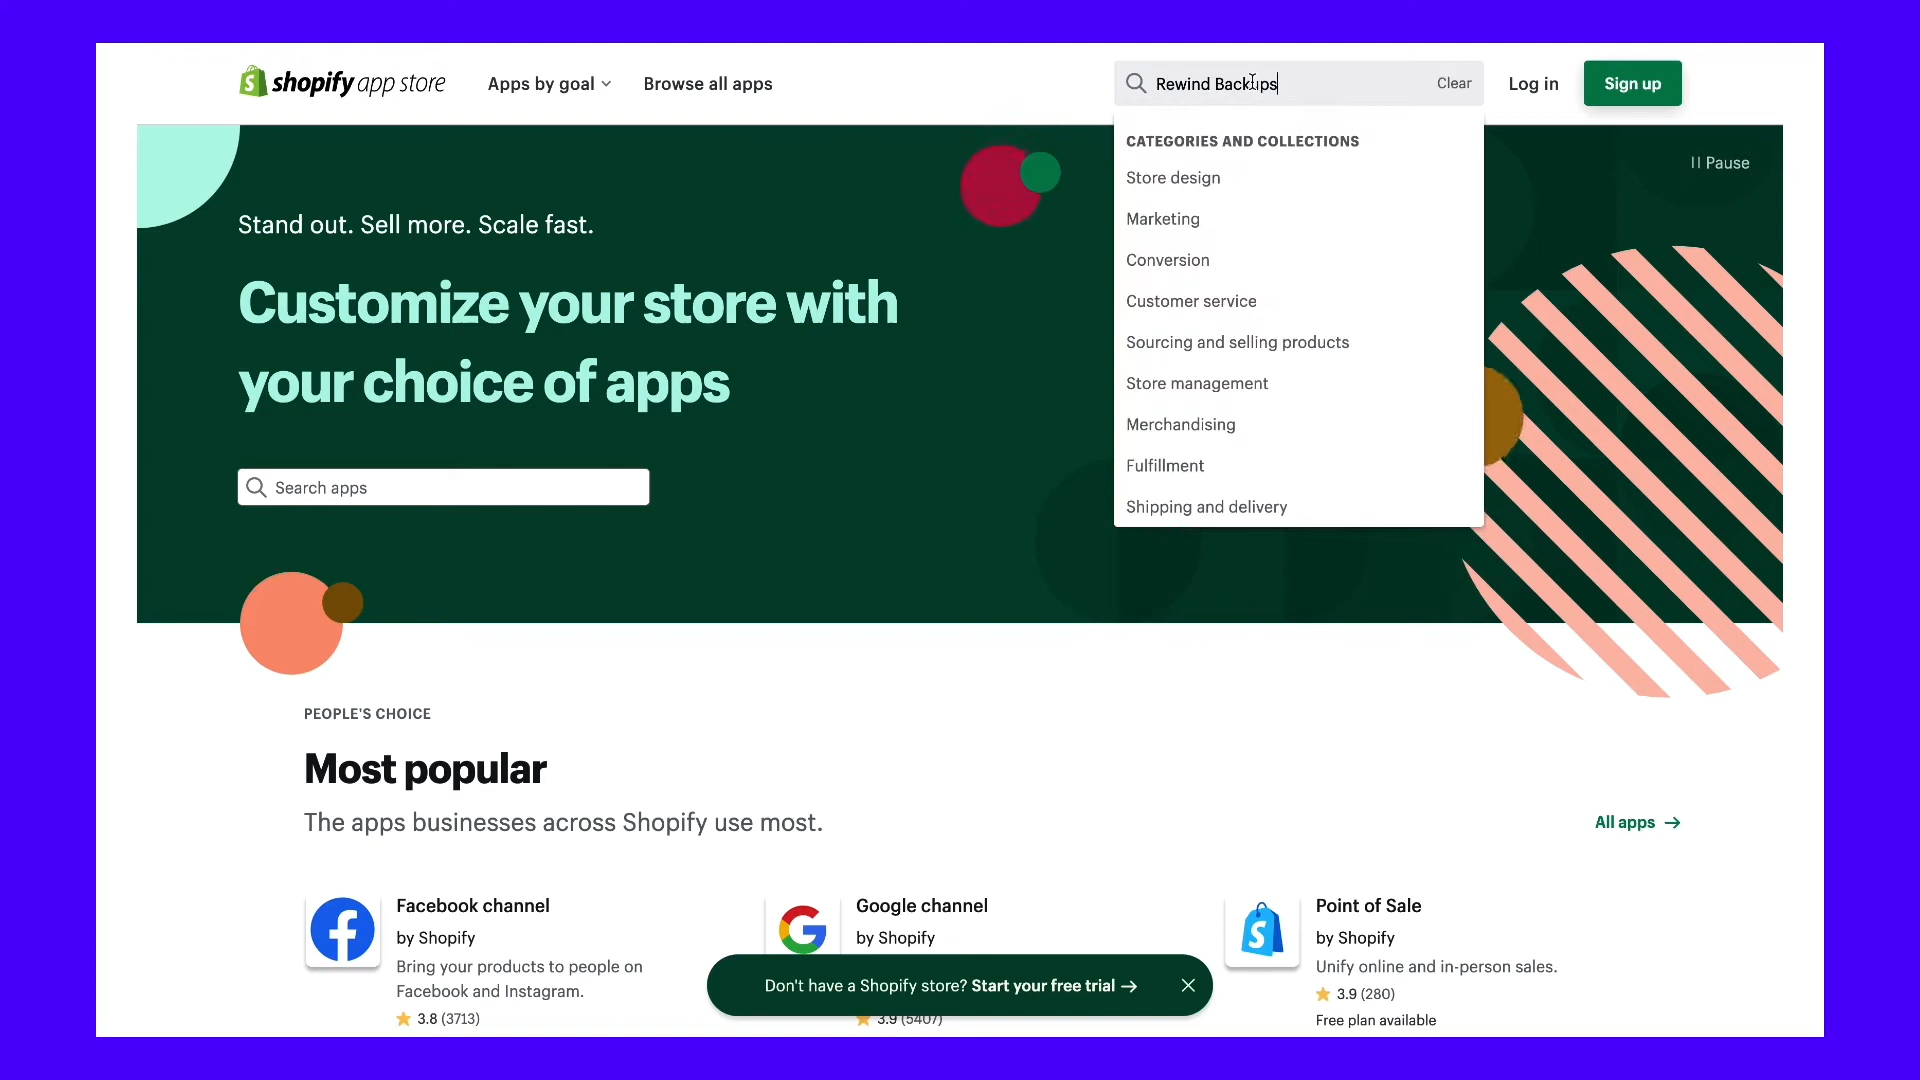 shopify app store
Apps by goal
Browse all apps
Rewind Backups
Clear
Log in
Sign up
CATEGORIES AND COLLECTIONS
Store design
Marketing
Conversion
Customer service
Sourcing and selling products
Store management
Merchandising
Fulfillment
Shipping and delivery
Pause
Stand out. Sell more. Scale fast.
Customize your store with
your choice of apps
Search apps
PEOPLE'S CHOICE
Most popular
The apps businesses across Shopify use most.
All apps →
Facebook channel
by Shopify
Bring your products to people on
Facebook and Instagram.
3.8 (3713)
Google channel
by Shopify
3.9 (5407)
Point of Sale
by Shopify
Unify online and in-person sales.
3.9 (280)
Free plan available
Don't have a Shopify store? Start your free trial →